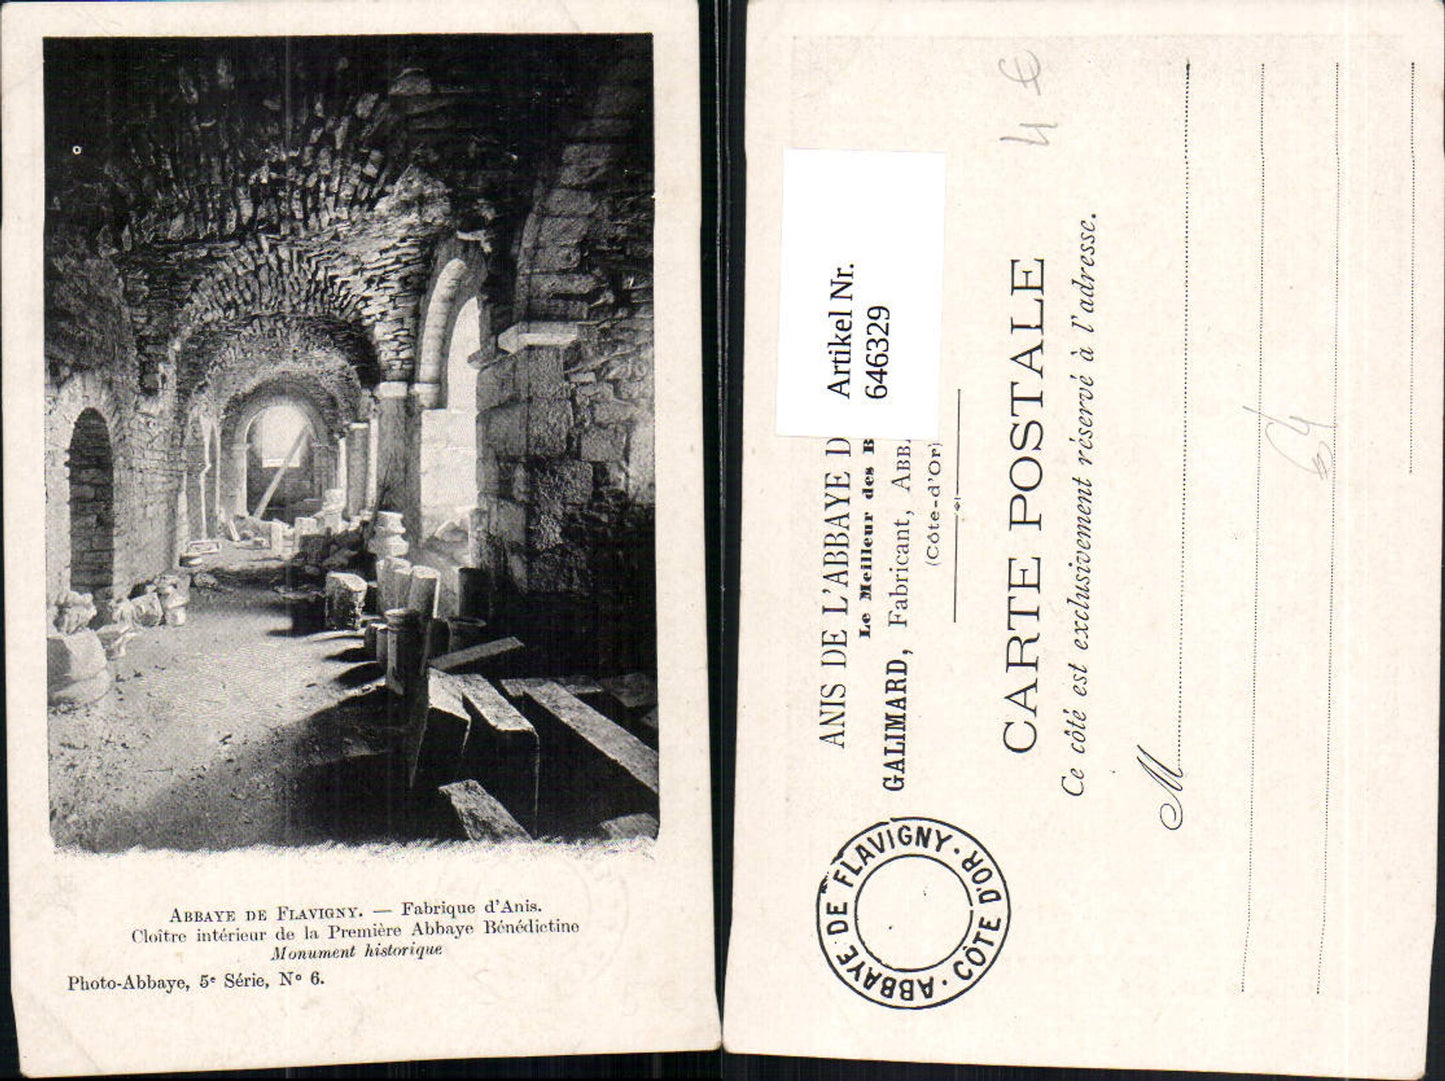 ABBAYE DE FLAVIGNY. — Fabrique d'Anis.
Cloître intérieur de la Première Abbaye Bénédictine
Monument historique
Photo-Abbaye, 5e Série, No 6.
Artikel Nr.
646329
ANIS DE L'ABBAYE D
Le Meilleur des B
GALIMARD, Fabricant, ABB
(Côte-d'Or)
CARTE POSTALE
Ce côté est exclusivement réservé à l'adresse.
M
ABBAYE DE FLAVIGNY · CÔTE D'OR ·
4 €